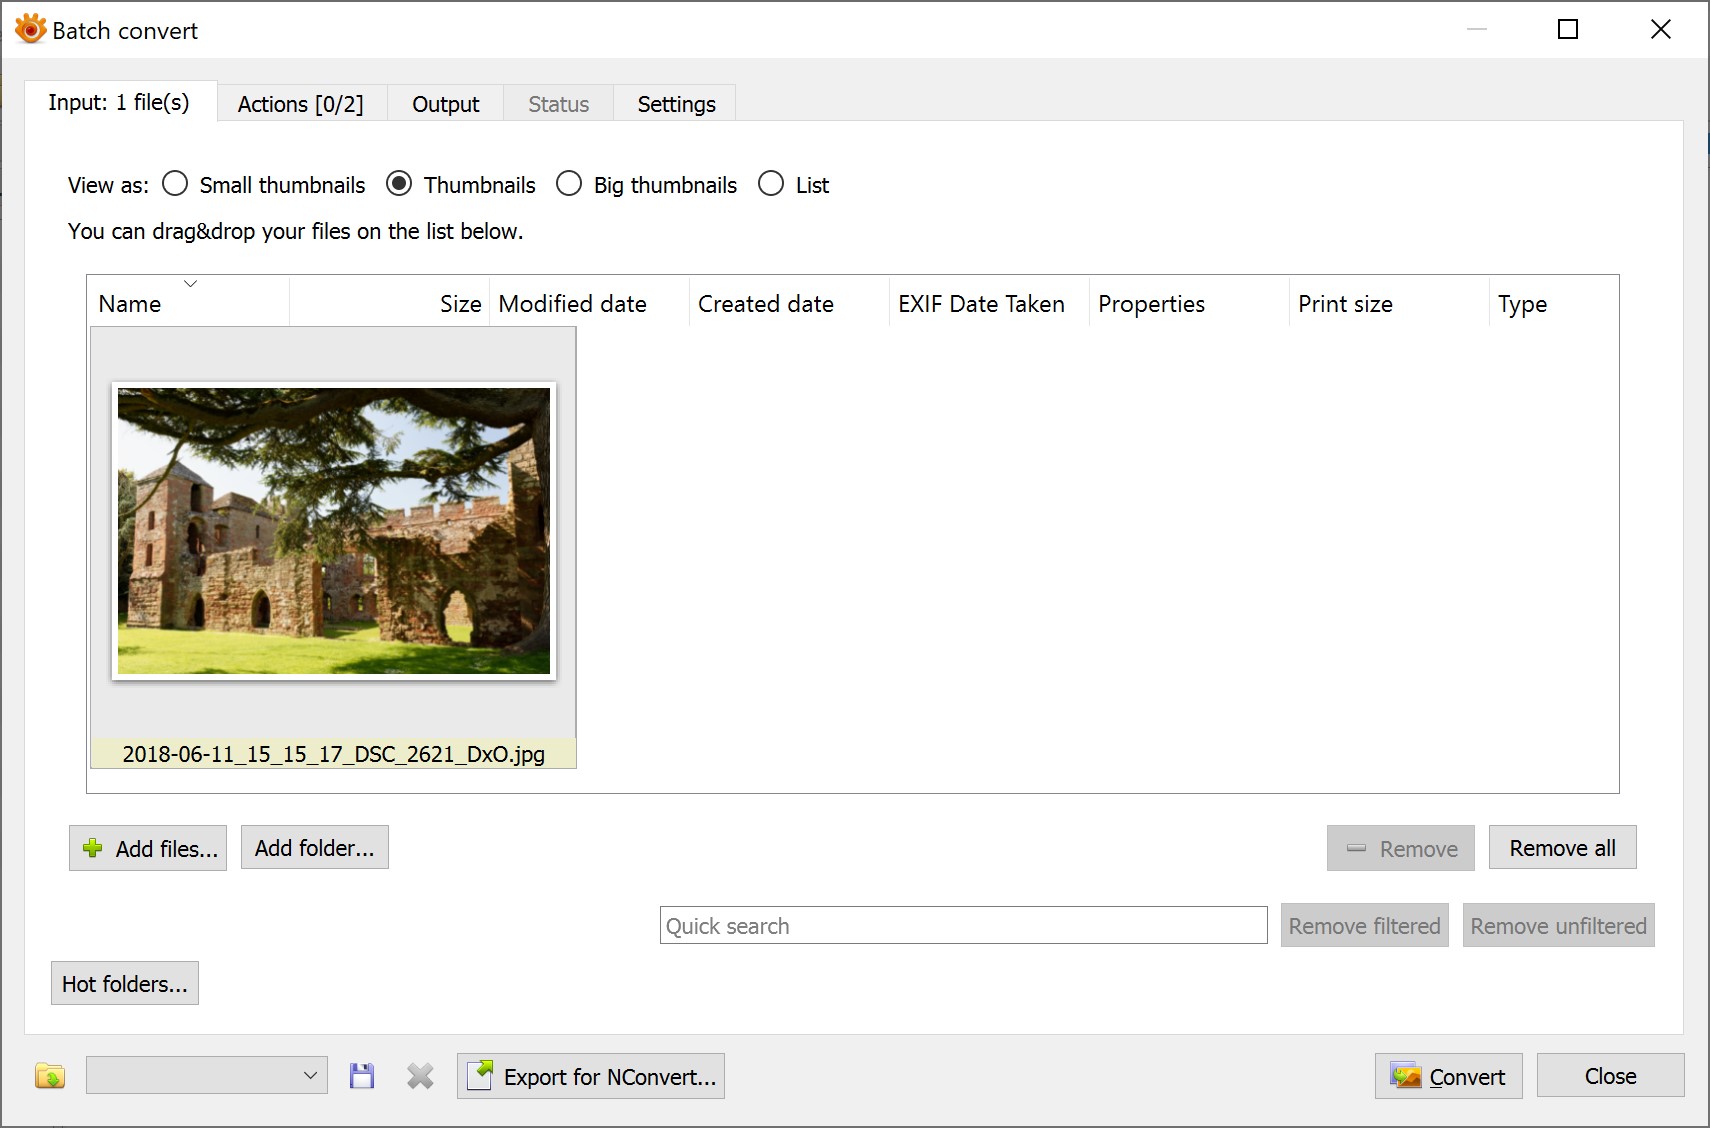 Batch convert
Input: 1 file(s) Actions [0/2] Output Status Settings
View as: Small thumbnails Thumbnails Big thumbnails List
You can drag&drop your files on the list below.
Name Size Modified date Created date EXIF Date Taken Properties Print size Type
2018-06-11_15_15_17_DSC_2621_DxO.jpg
Add files... Add folder... Remove Remove all
Quick search Remove filtered Remove unfiltered
Hot folders...
Export for NConvert... Convert Close